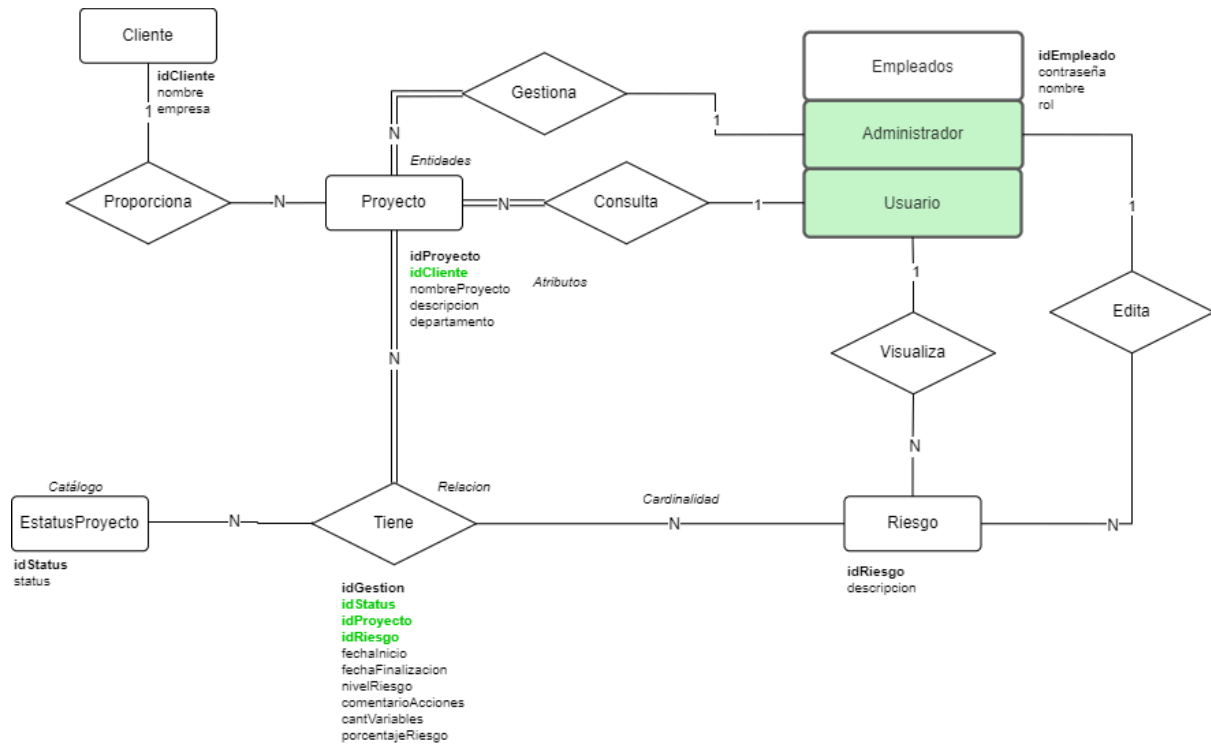 Cliente
idCliente
nombre
empresa
1
Proporciona
N
Gestiona
N
1
Entidades
Proyecto
N
Consulta
1
Empleados
Administrador
Usuario
idEmpleado
contraseña
nombre
rol
idProyecto
idCliente
nombreProyecto
descripcion
departamento
Atributos
1
1
Visualiza
Edita
N
N
N
Catálogo
EstatusProyecto
idStatus
status
N
Relacion
Tiene
Cardinalidad
N
Riesgo
idRiesgo
descripcion
idGestion
idStatus
idProyecto
idRiesgo
fechaInicio
fechaFinalizacion
nivelRiesgo
comentarioAcciones
cantVariables
porcentajeRiesgo